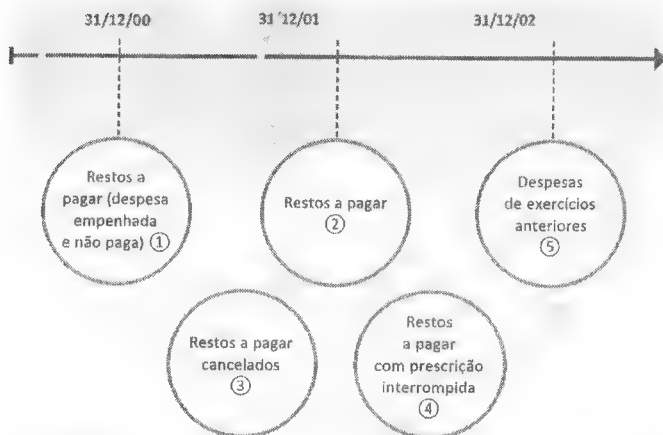 31/12/00
31 12/01
31/12/02
Restos a
pagar (despesa
empenhada
e não paga) ①
Restos a pagar
②
Despesas
de exercícios
anteriores
⑤
Restos a pagar
cancelados
③
Restos
a pagar
com prescrição
interrompida
④